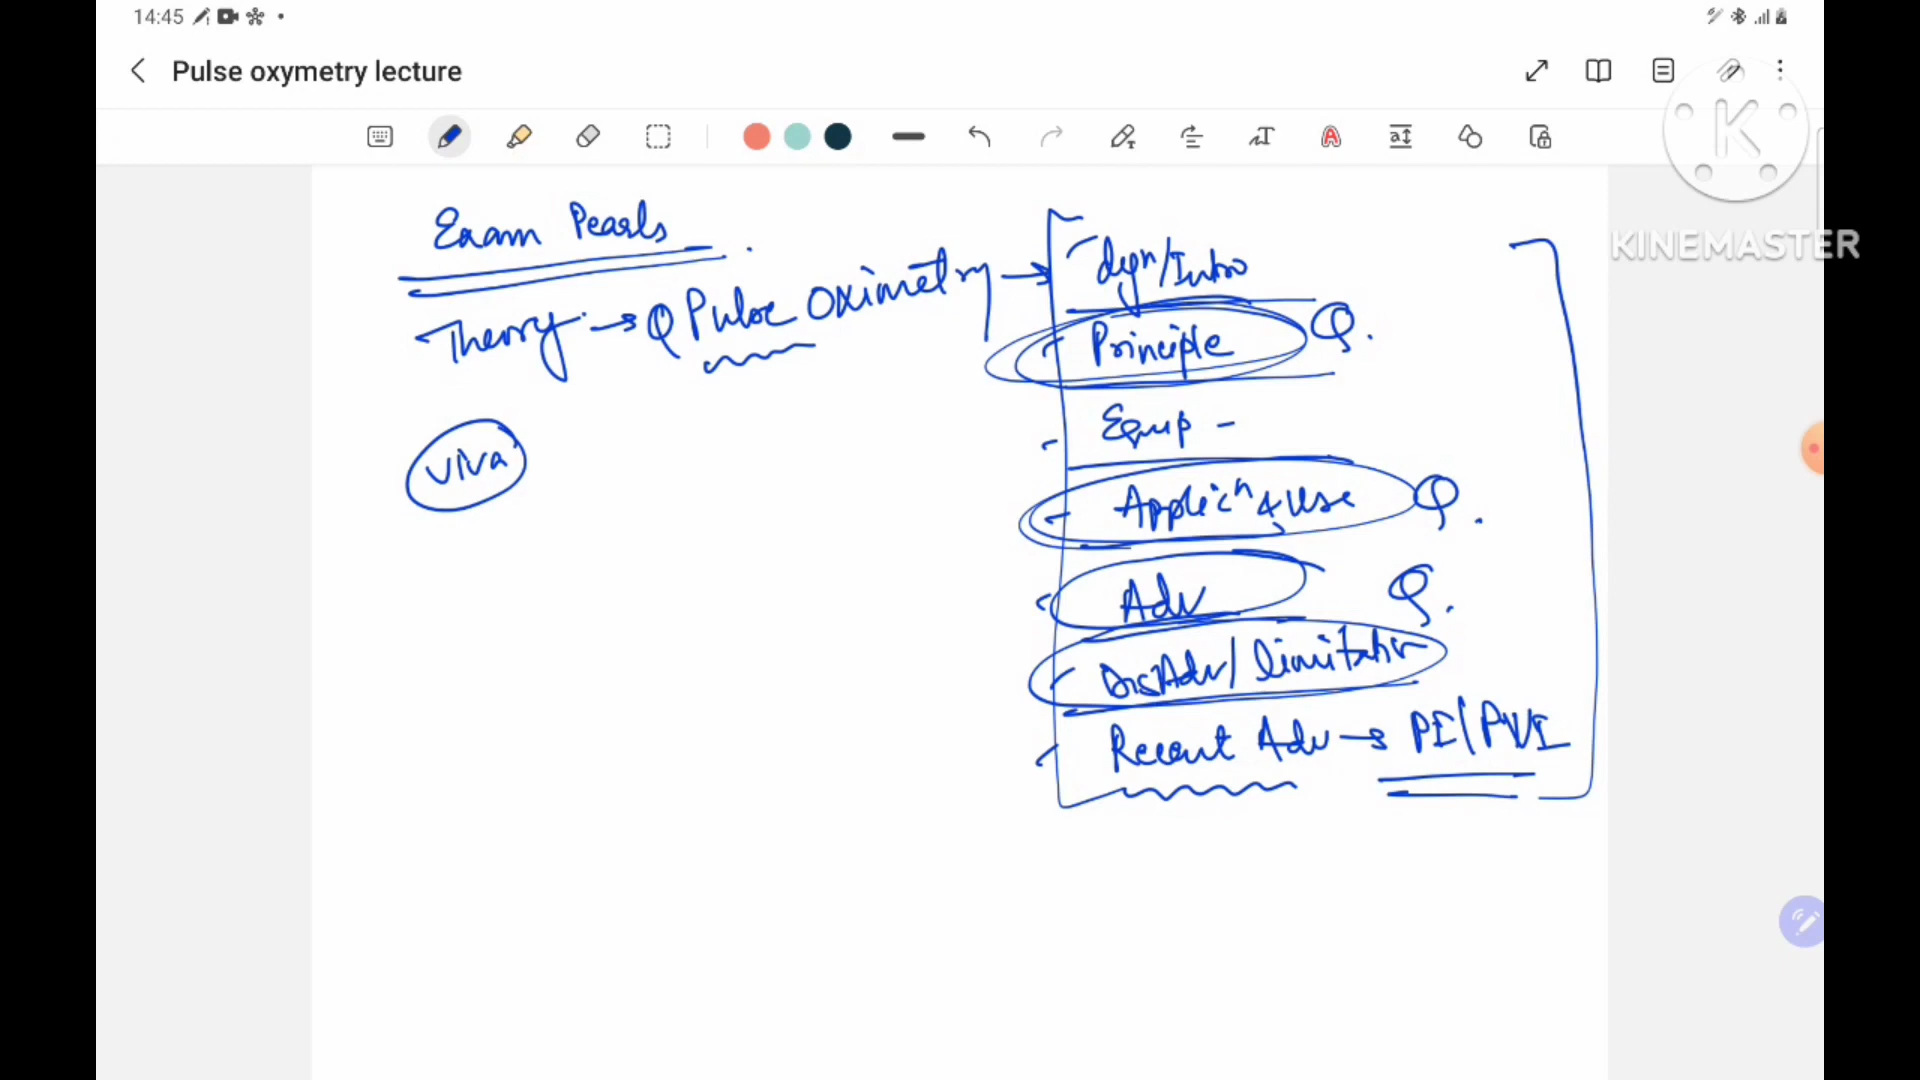 14:45
Pulse oxymetry lecture
KINEMASTER
Exam Pearls
Theory → Q Pulse Oximetry →
dyn/Intro
Principle Q.
Equip -
Applicn & Use Q.
Adv Q.
DisAdv/limitation
Recent Adv → PI/PVI
viva